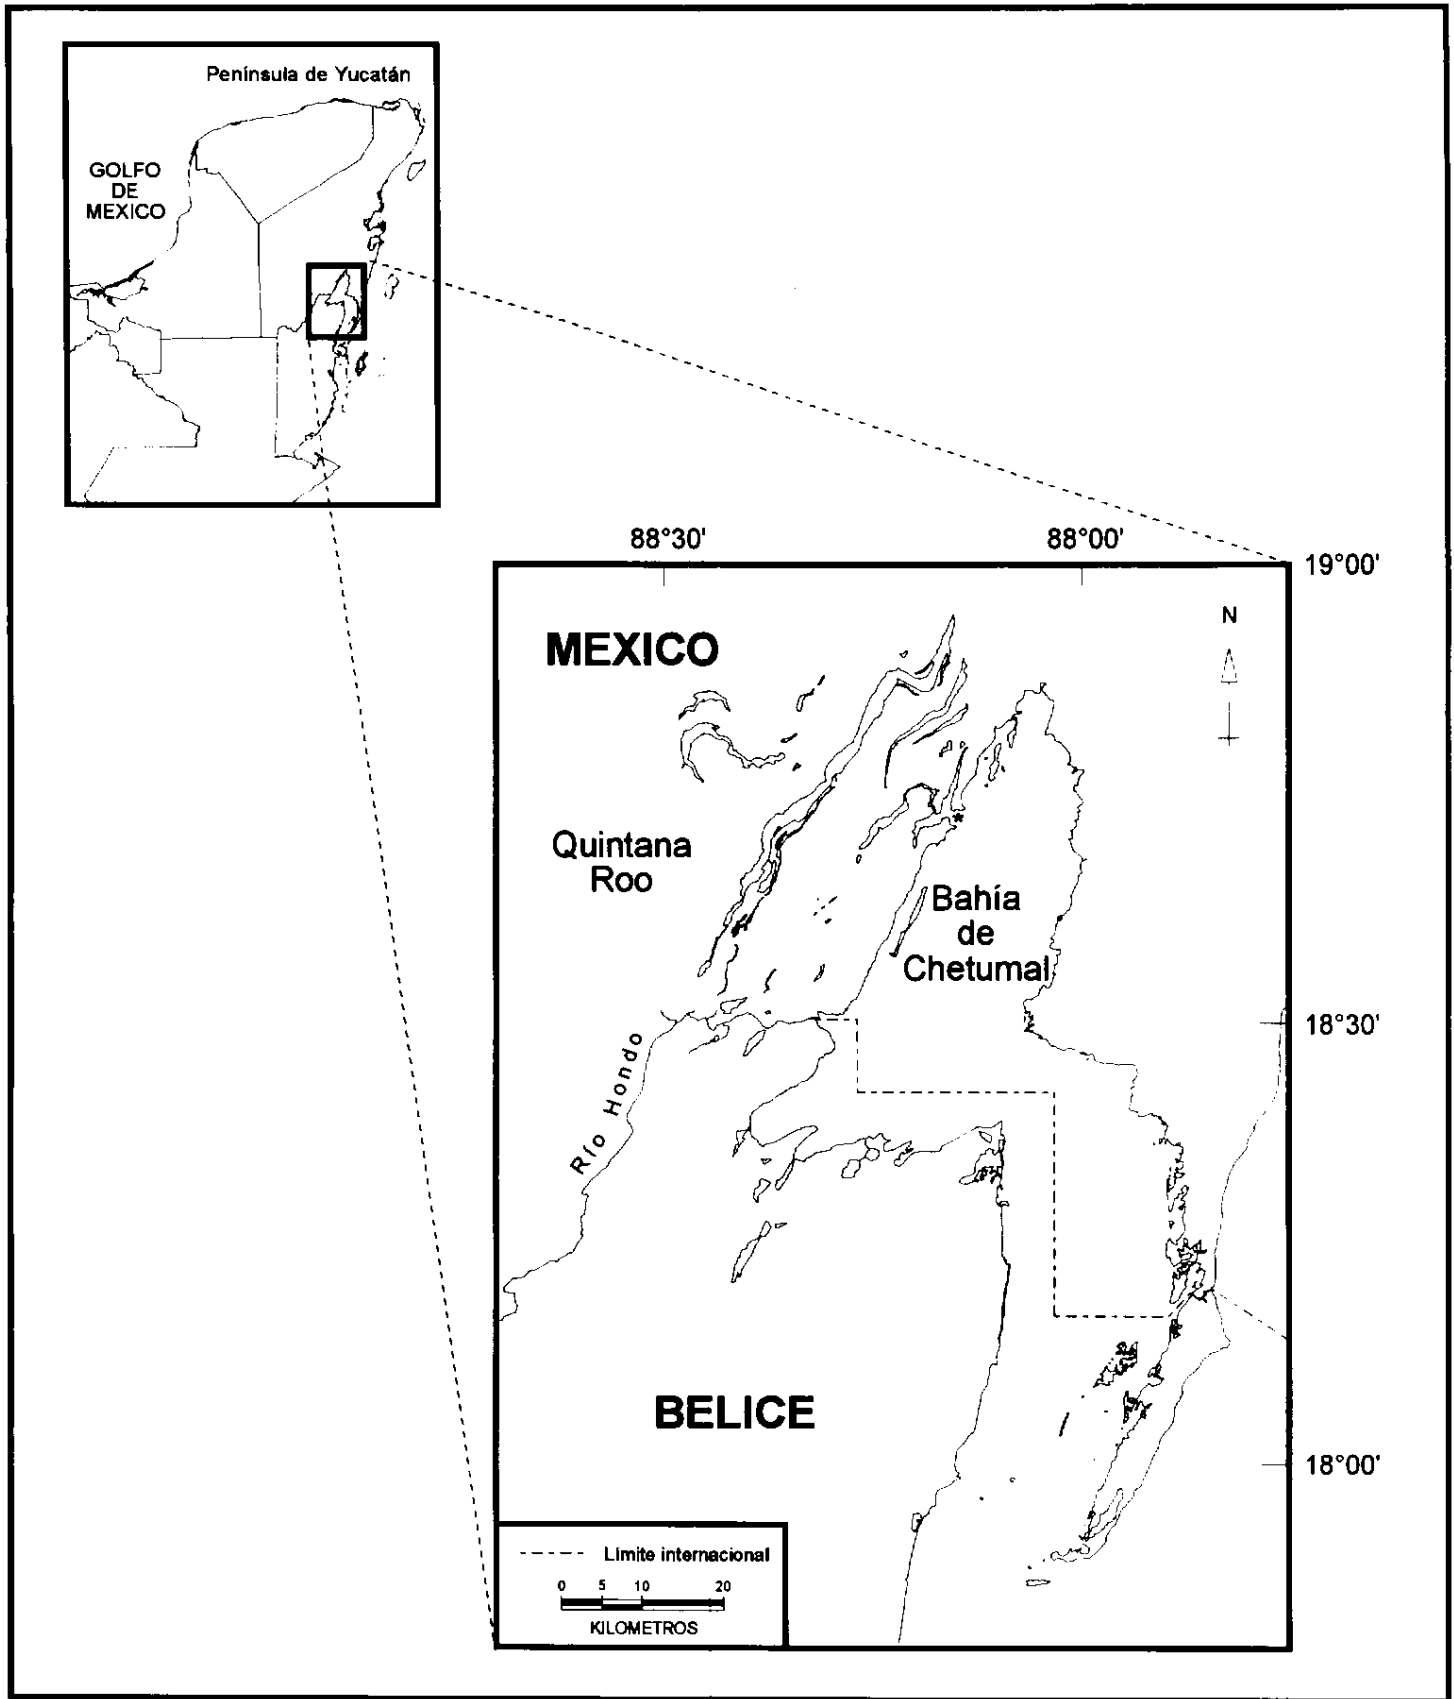 Península de Yucatán
GOLFO
DE
MEXICO
88°30'
88°00'
19°00'
MEXICO
N
Quintana
Roo
*
Bahía
de
Chetumal
18°30'
Río Hondo
BELICE
18°00'
Límite internacional
0 5 10 20
KILOMETROS